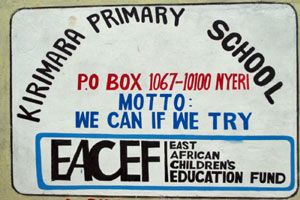 KIRIMARA PRIMARY SCHOOL
P.O BOX 1067-10100 NYERI
MOTTO:
WE CAN IF WE TRY
EACEF
EAST
AFRICAN
CHILDREN'S
EDUCATION FUND